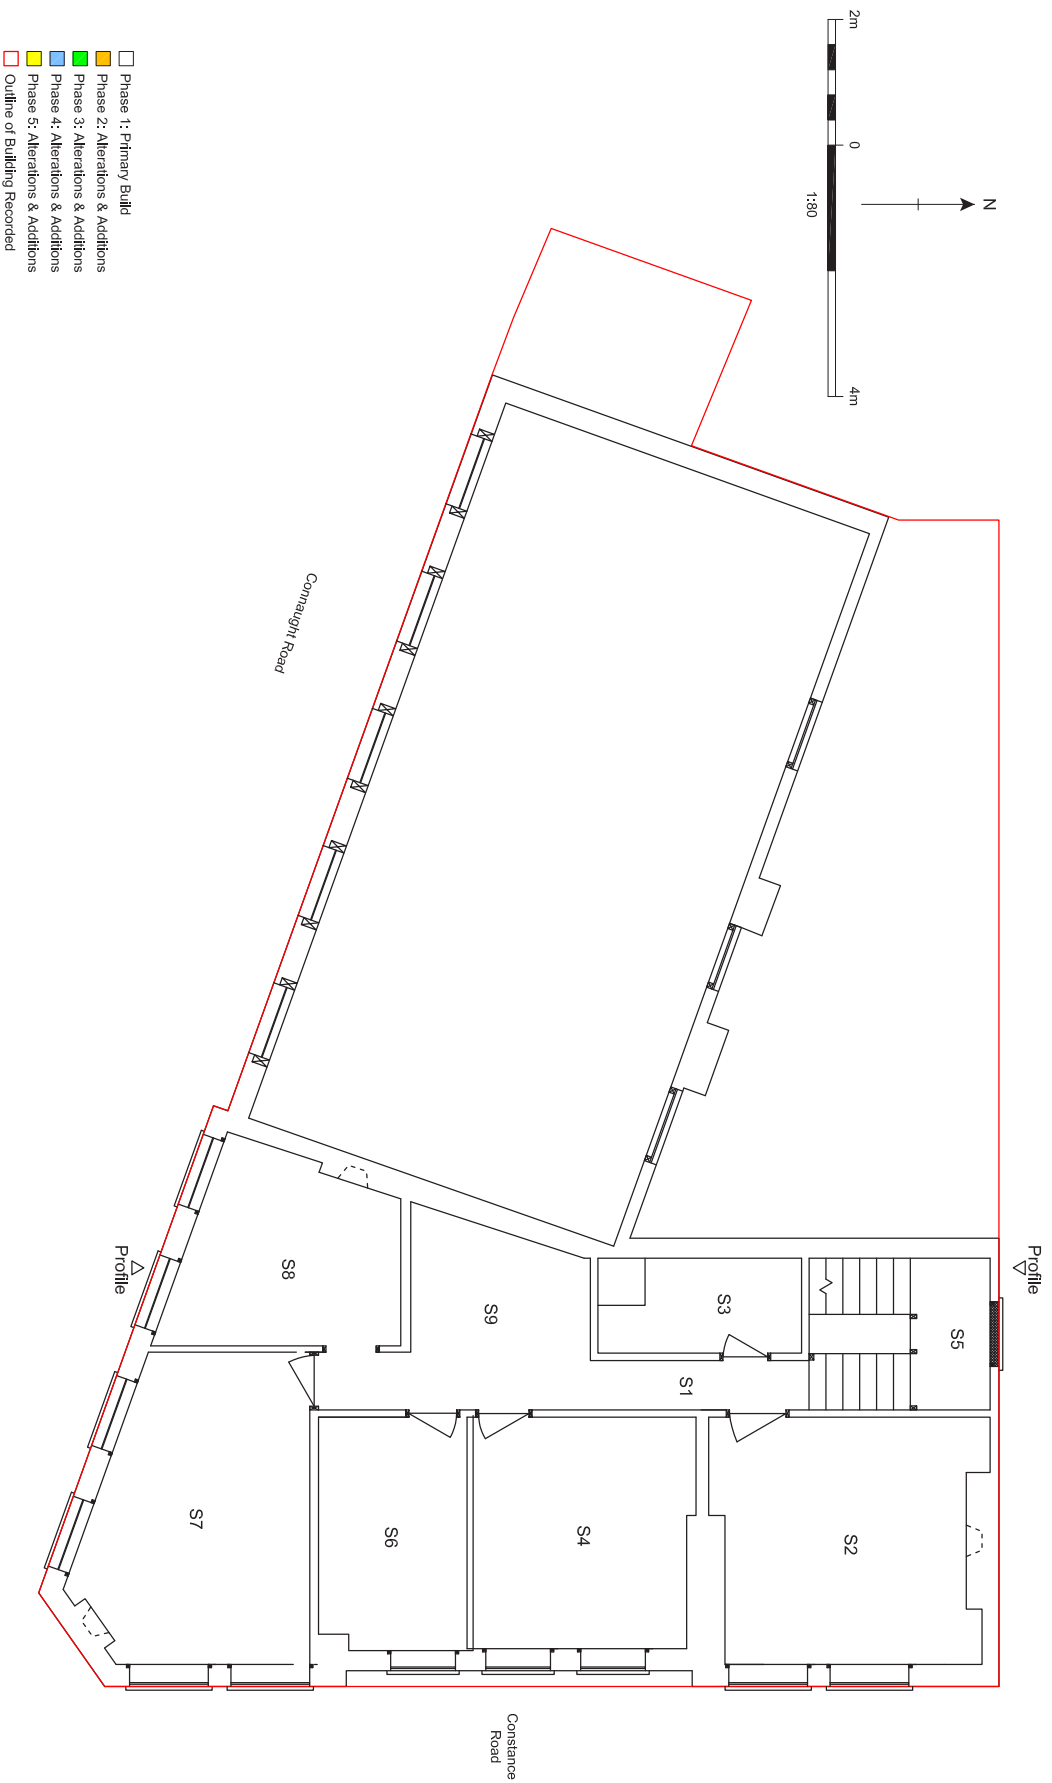 2m
0
4m
1:80
N
Phase 1: Primary Build
Phase 2: Alterations & Additions
Phase 3: Alterations & Additions
Phase 4: Alterations & Additions
Phase 5: Alterations & Additions
Outline of Building Recorded
Connaught Road
Profile
Profile
S5
S3
S1
S9
S8
S2
S4
S6
S7
Constance
Road